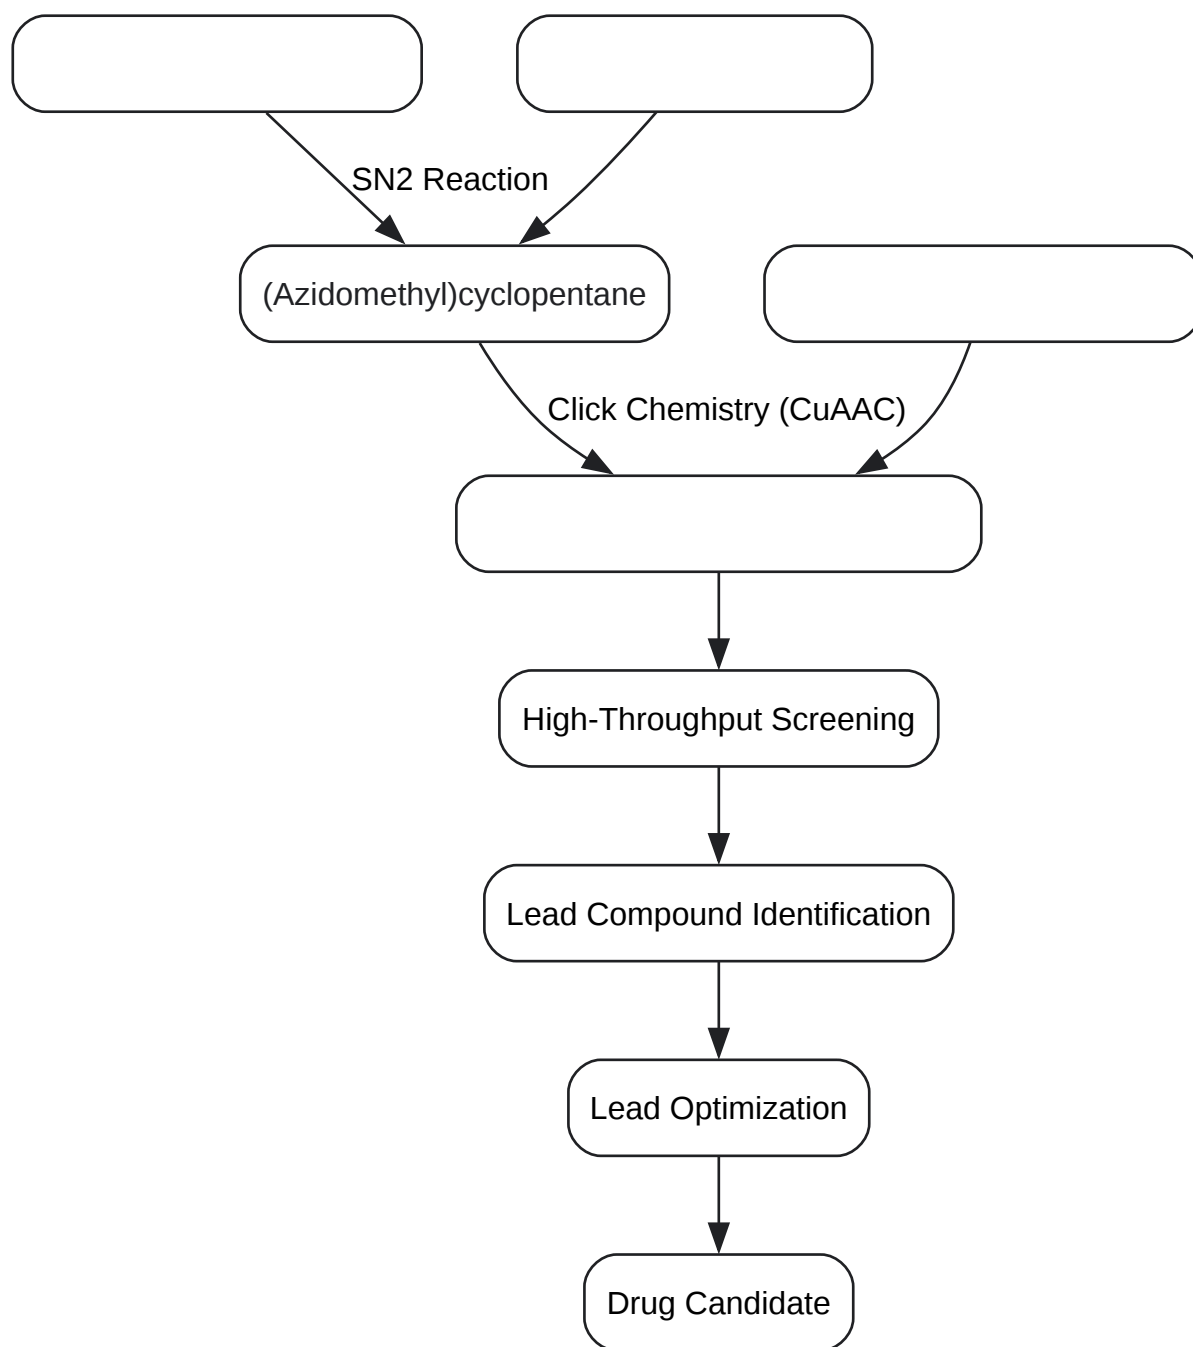 SN2 Reaction
(Azidomethyl)cyclopentane
Click Chemistry (CuAAC)
High-Throughput Screening
Lead Compound Identification
Lead Optimization
Drug Candidate